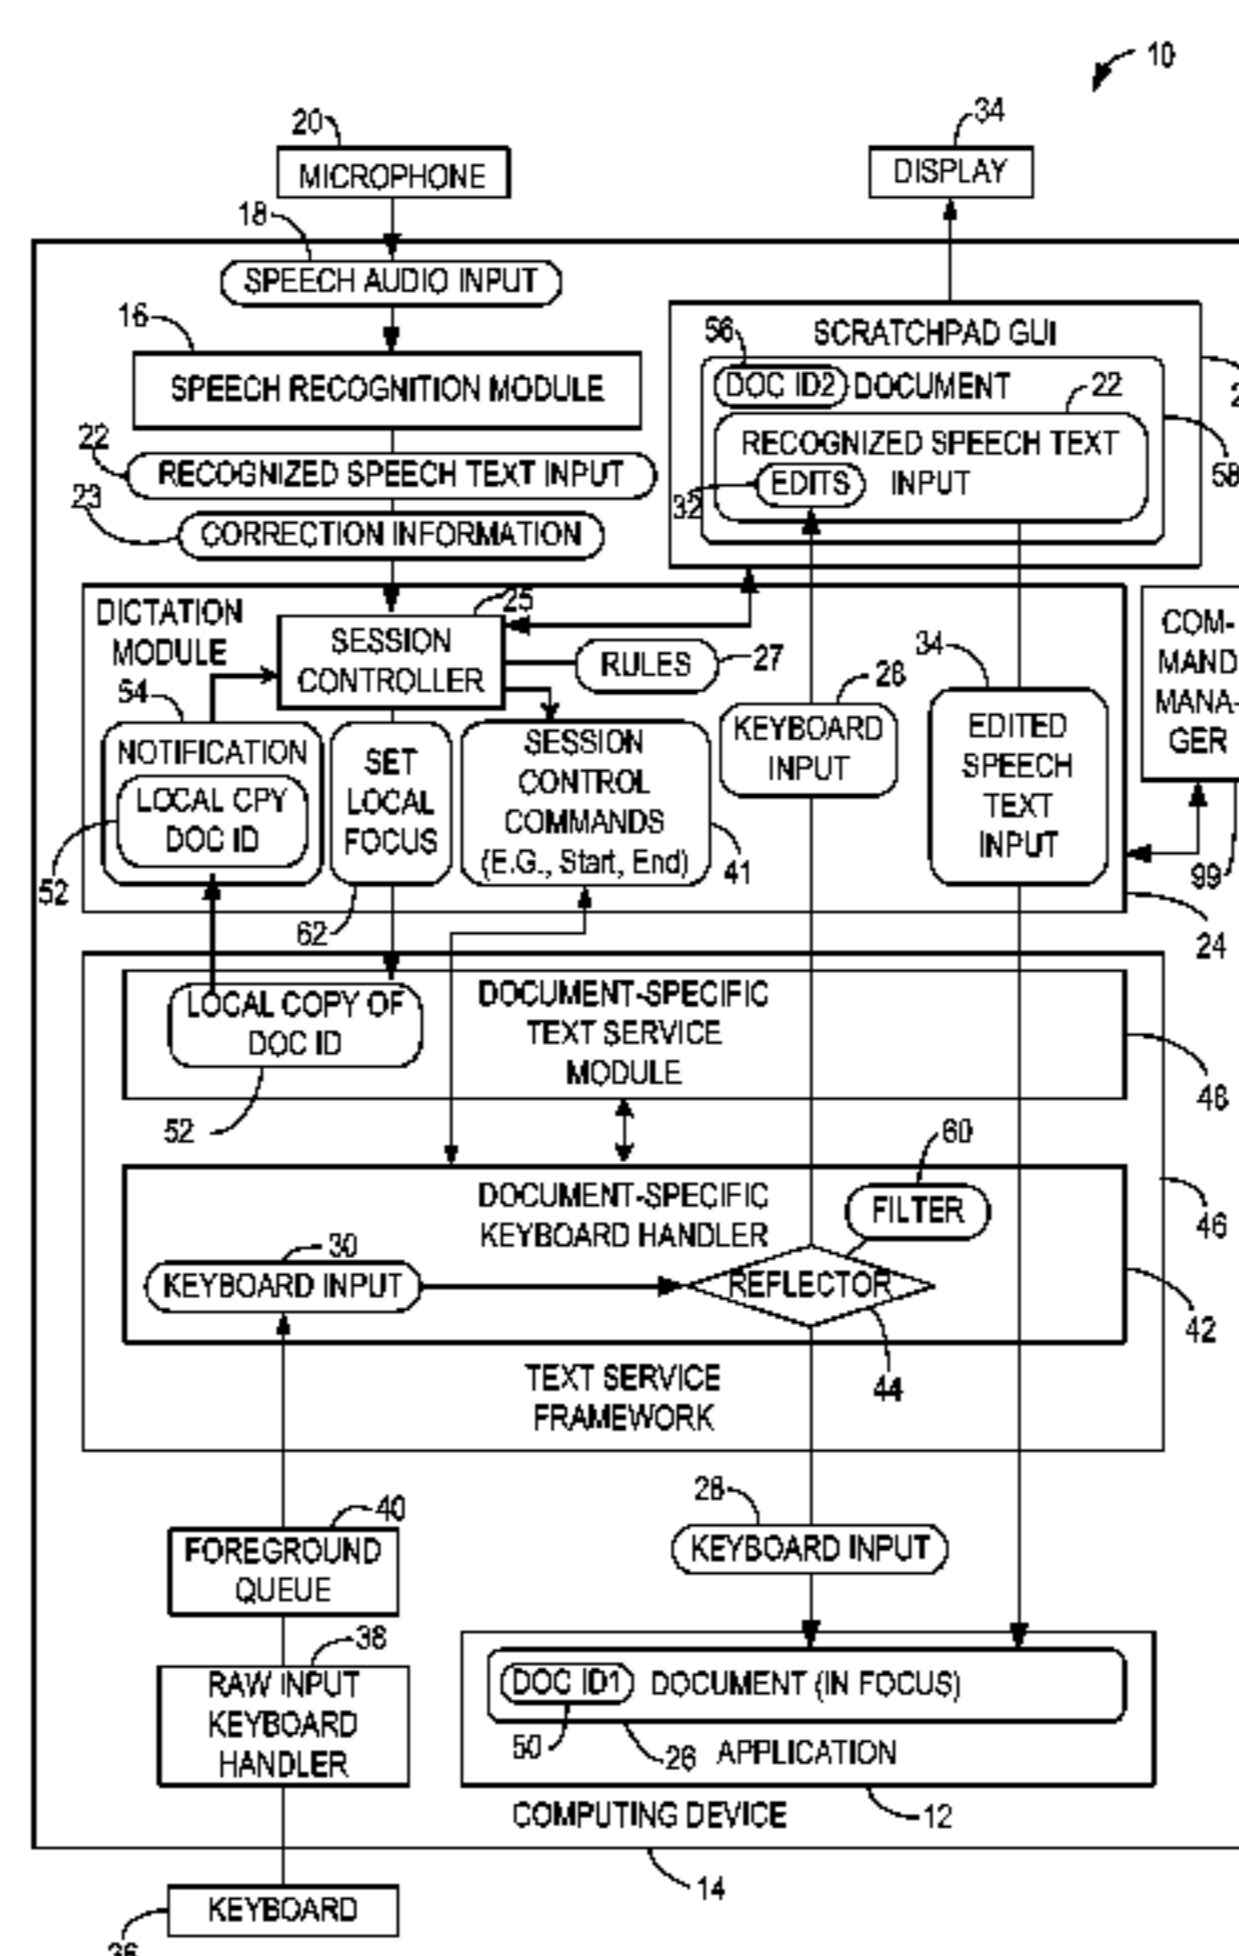 10
20
34
MICROPHONE
DISPLAY
18
SPEECH AUDIO INPUT
16
SPEECH RECOGNITION MODULE
SCRATCHPAD GUI
56
DOC ID2 DOCUMENT
22
RECOGNIZED SPEECH TEXT
INPUT
EDITS
32
58
22
RECOGNIZED SPEECH TEXT INPUT
23
CORRECTION INFORMATION
DICTATION
MODULE
25
SESSION
CONTROLLER
RULES
27
54
NOTIFICATION
LOCAL CPY
DOC ID
52
SET
LOCAL
FOCUS
62
SESSION
CONTROL
COMMANDS
(E.G., Start, End)
41
28
KEYBOARD
INPUT
34
EDITED
SPEECH
TEXT
INPUT
COM-
MAND
MANA-
GER
99
24
LOCAL COPY OF
DOC ID
52
DOCUMENT-SPECIFIC
TEXT SERVICE
MODULE
48
60
FILTER
DOCUMENT-SPECIFIC
KEYBOARD HANDLER
46
30
KEYBOARD INPUT
REFLECTOR
44
42
TEXT SERVICE
FRAMEWORK
40
FOREGROUND
QUEUE
28
KEYBOARD INPUT
38
RAW INPUT
KEYBOARD
HANDLER
DOC ID1 DOCUMENT (IN FOCUS)
50
26
APPLICATION
12
COMPUTING DEVICE
14
KEYBOARD
36